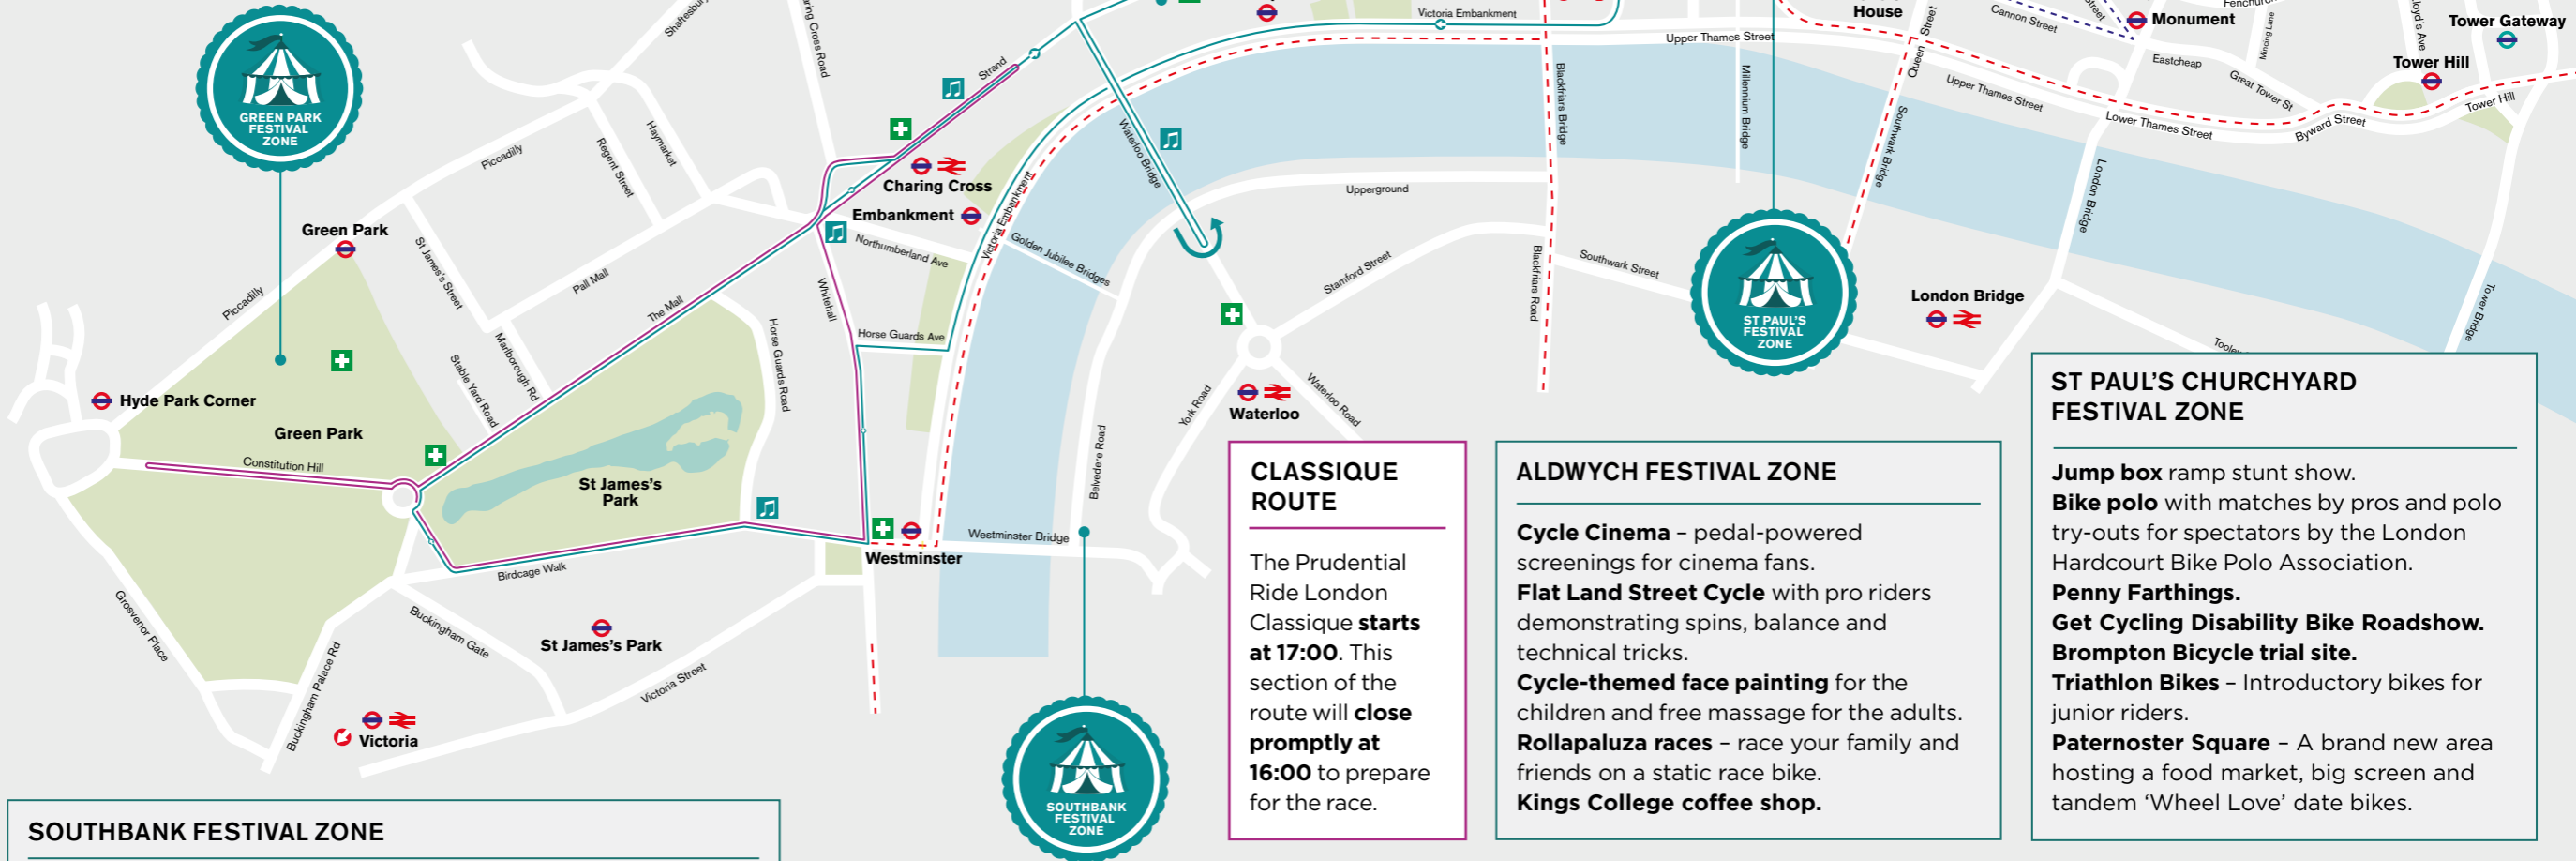 Shaftesbury
aring Cross Road
Strand
Victoria Embankment
Upper Thames Street
House
Queen Street
Cannon Street
Street
Monument
Fenchurc
Mincing Lane
loyd's Ave
Tower Gateway
Tower Hill
Eastcheap
Great Tower St
Upper Thames Street
Lower Thames Street
Byward Street
Tower Hill
GREEN PARK
FESTIVAL
ZONE
Piccadilly
Regent Street
Haymarket
Charing Cross
Embankment
Victoria Embankment
Northumberland Ave
Golden Jubilee Bridges
Waterloo Bridge
Upperground
Blackfriars Bridge
Millennium Bridge
Southwark Bridge
London Bridge
Tower Bridge
Green Park
Piccadilly
St James's Street
Pall Mall
The Mall
Whitehall
Horse Guards Ave
Horse Guards Road
Marlborough Rd
Stable Yard Road
Stamford Street
Blackfriars Road
Southwark Street
ST PAUL'S
FESTIVAL
ZONE
London Bridge
Tooley
Hyde Park Corner
Green Park
Constitution Hill
St James's
Park
York Road
Waterloo
Waterloo Road
Belvedere Road
Westminster Bridge
Westminster
Birdcage Walk
Grosvenor Place
Buckingham Palace Rd
Buckingham Gate
St James's Park
Victoria Street
Victoria
SOUTHBANK
FESTIVAL
ZONE
SOUTHBANK FESTIVAL ZONE
CLASSIQUE
ROUTE
The Prudential
Ride London
Classique starts
at 17:00. This
section of the
route will close
promptly at
16:00 to prepare
for the race.
ALDWYCH FESTIVAL ZONE
Cycle Cinema – pedal-powered
screenings for cinema fans.
Flat Land Street Cycle with pro riders
demonstrating spins, balance and
technical tricks.
Cycle-themed face painting for the
children and free massage for the adults.
Rollapaluza races – race your family and
friends on a static race bike.
Kings College coffee shop.
ST PAUL'S CHURCHYARD
FESTIVAL ZONE
Jump box ramp stunt show.
Bike polo with matches by pros and polo
try-outs for spectators by the London
Hardcourt Bike Polo Association.
Penny Farthings.
Get Cycling Disability Bike Roadshow.
Brompton Bicycle trial site.
Triathlon Bikes – Introductory bikes for
junior riders.
Paternoster Square – A brand new area
hosting a food market, big screen and
tandem 'Wheel Love' date bikes.